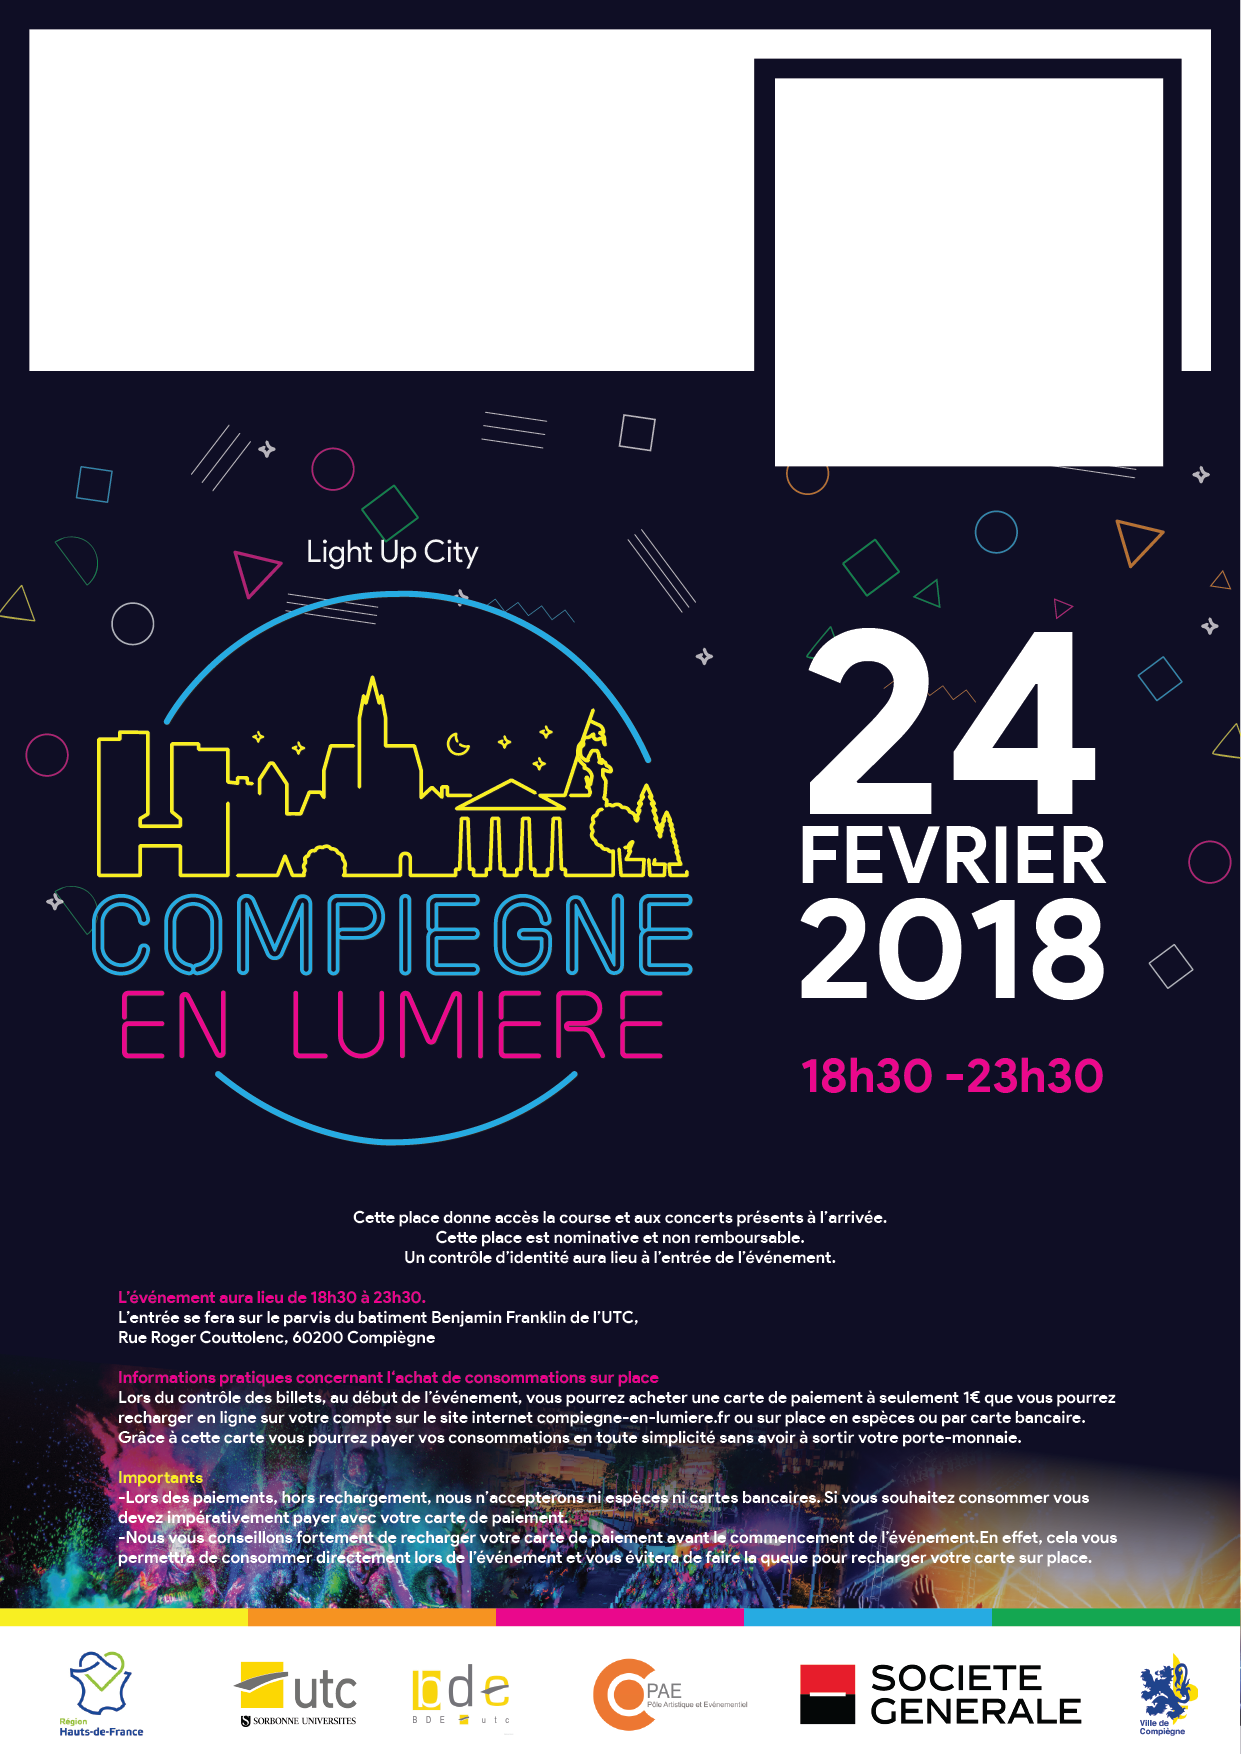 Light Up City
COMPIEGNE
EN LUMIERE
24
FEVRIER
2018
18h30 -23h30
Cette place donne accès la course et aux concerts présents à l'arrivée.
Cette place est nominative et non remboursable.
Un contrôle d'identité aura lieu à l'entrée de l'événement.
L'événement aura lieu de 18h30 à 23h30.
L'entrée se fera sur le parvis du batiment Benjamin Franklin de l'UTC,
Rue Roger Couttolenc, 60200 Compiègne
Informations pratiques concernant l'achat de consommations sur place
Lors du contrôle des billets, au début de l'événement, vous pourrez acheter une carte de paiement à seulement 1€ que vous pourrez
recharger en ligne sur votre compte sur le site internet compiegne-en-lumiere.fr ou sur place en espèces ou par carte bancaire.
Grâce à cette carte vous pourrez payer vos consommations en toute simplicité sans avoir à sortir votre porte-monnaie.
Importants
-Lors des paiements, hors rechargement, nous n'accepterons ni espèces ni cartes bancaires. Si vous souhaitez consommer vous
devez impérativement payer avec votre carte de paiement.
-Nous vous conseillons fortement de recharger votre carte de paiement avant le commencement de l'événement.En effet, cela vous
permettra de consommer directement lors de l'événement et vous évitera de faire la queue pour recharger votre carte sur place.
Région
Hauts-de-France
utc
SORBONNE UNIVERSITES
bde
BDE utc
PAE
Pôle Artistique et Evénementiel
SOCIETE
GENERALE
Ville de
Compiègne